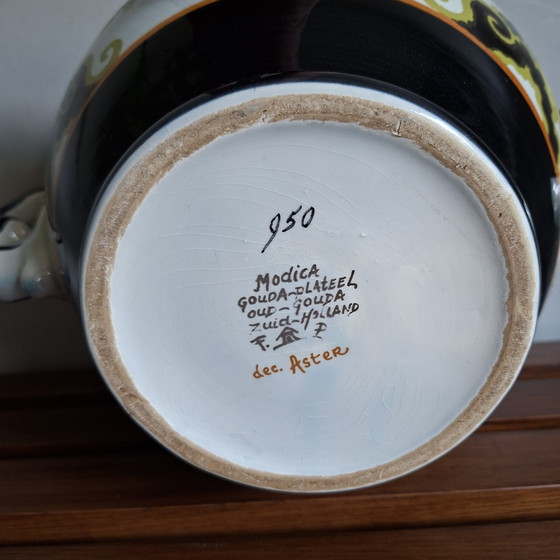 950
Modica
GOUDA-PLATEEL
OUD-GOUDA
Zuid-HOLLAND
F. P
dec. ASTER